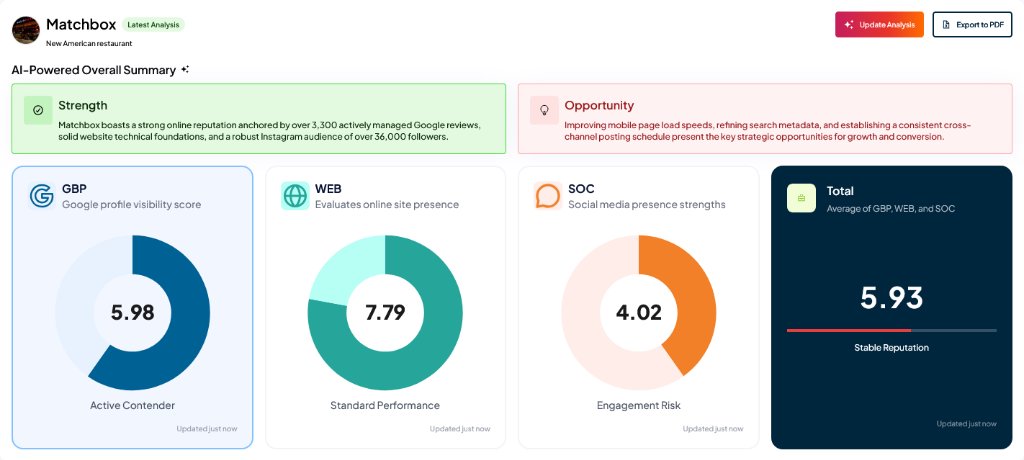 Matchbox
Latest Analysis
New American restaurant
Update Analysis
Export to PDF
AI-Powered Overall Summary
Strength
Matchbox boasts a strong online reputation anchored by over 3,300 actively managed Google reviews,
solid website technical foundations, and a robust Instagram audience of over 36,000 followers.
Opportunity
Improving mobile page load speeds, refining search metadata, and establishing a consistent cross-
channel posting schedule present the key strategic opportunities for growth and conversion.
GBP
Google profile visibility score
5.98
Active Contender
Updated just now
WEB
Evaluates online site presence
7.79
Standard Performance
Updated just now
SOC
Social media presence strengths
4.02
Engagement Risk
Updated just now
Total
Average of GBP, WEB, and SOC
5.93
Stable Reputation
Updated just now